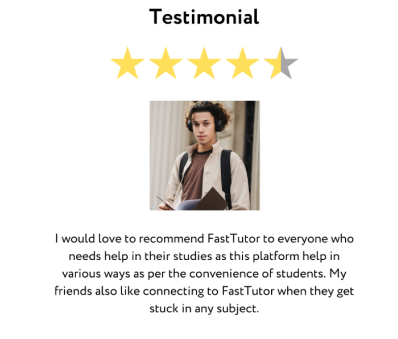 Testimonial
I would love to recommend FastTutor to everyone who
needs help in their studies as this platform help in
various ways as per the convenience of students. My
friends also like connecting to FastTutor when they get
stuck in any subject.